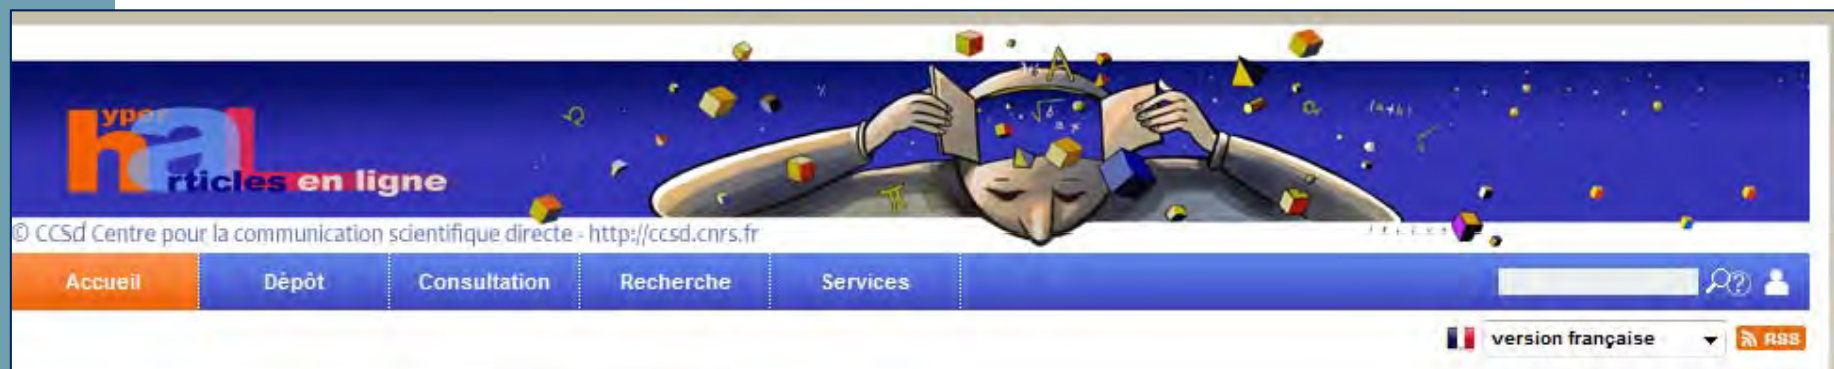 hyper articles en ligne
© CCSd Centre pour la communication scientifique directe - http://ccsd.cnrs.fr
Accueil Dépôt Consultation Recherche Services
version française RSS